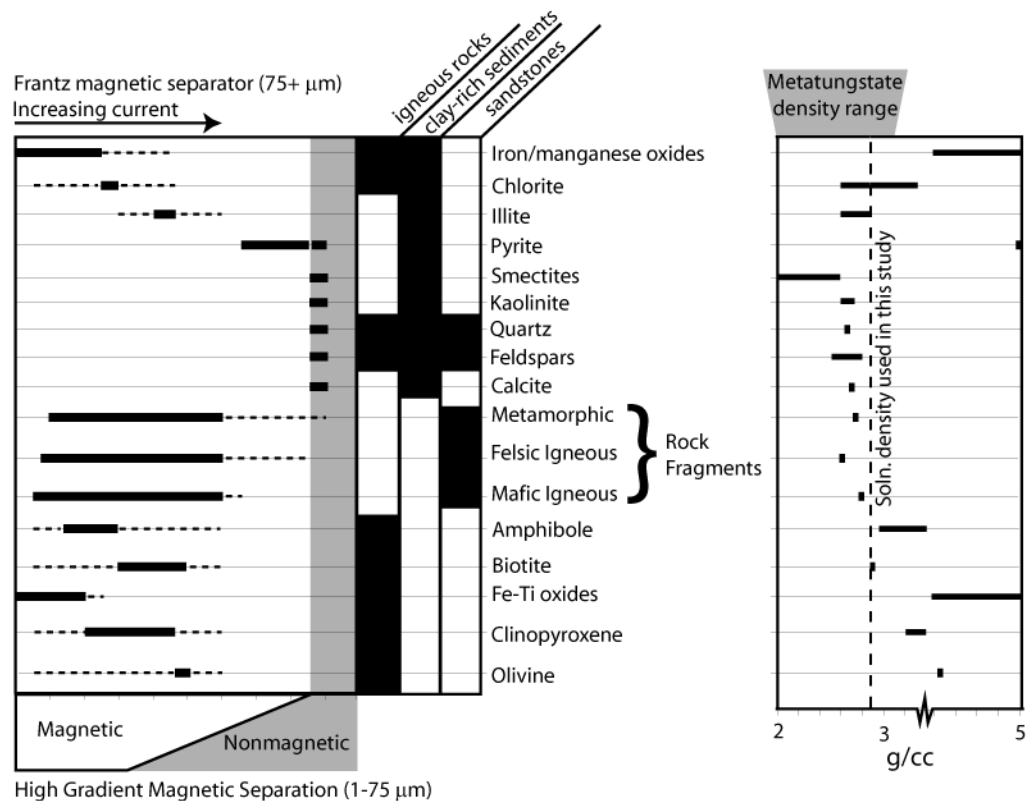 Frantz magnetic separator (75+ μm)
Increasing current
igneous rocks
clay-rich sediments
sandstones
Metatungstate
density range
Iron/manganese oxides
Chlorite
Illite
Pyrite
Smectites
Kaolinite
Quartz
Feldspars
Calcite
Metamorphic
Felsic Igneous
Mafic Igneous
Rock
Fragments
Amphibole
Biotite
Fe-Ti oxides
Clinopyroxene
Olivine
Soln. density used in this study
2
3
5
g/cc
Magnetic
Nonmagnetic
High Gradient Magnetic Separation (1-75 μm)